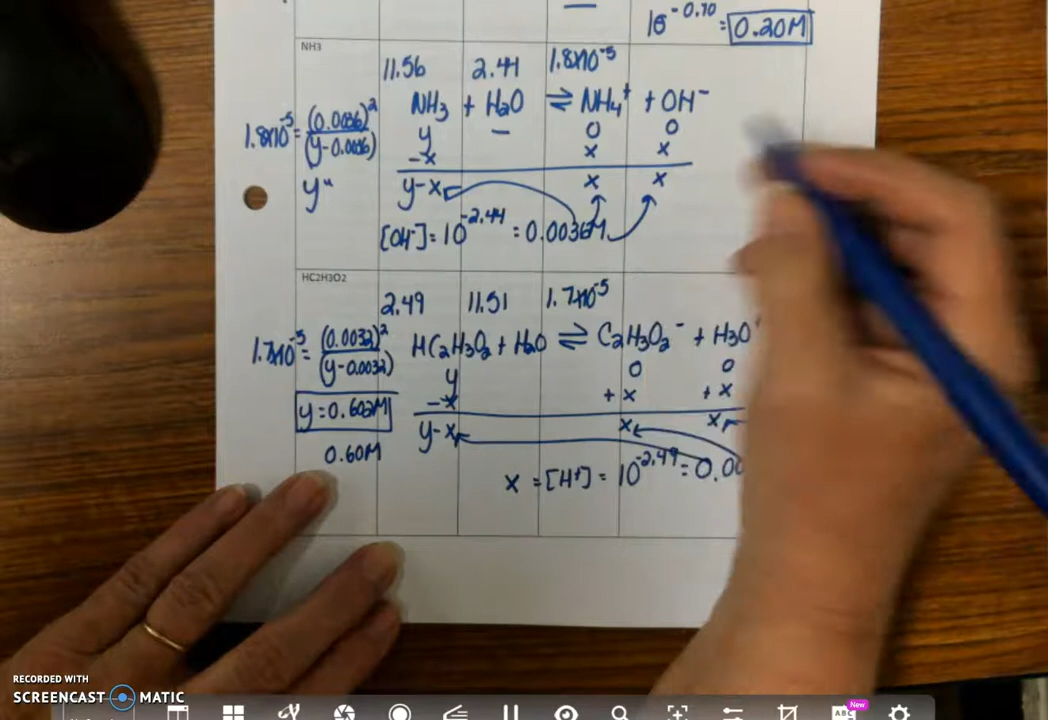 10^-0.70 = 0.20M
NH3
11.56 2.44 1.8x10^-5
NH3 + H2O ⇌ NH4+ + OH-
1.8x10^-5 = (0.0036)^2 / (y-0.0036)
y - 0 0
-x x x
y-x x x
y=
[OH-] = 10^-2.44 = 0.0036M
HC2H3O2
2.49 11.51 1.7x10^-5
HC2H3O2 + H2O ⇌ C2H3O2- + H3O
1.7x10^-5 = (0.0032)^2 / (y-0.0032)
y 0 0
-x +x +x
y = 0.602M
y-x x x
0.60M
x = [H+] = 10^-2.49 = 0.00
RECORDED WITH
SCREENCAST MATIC
New
ABC